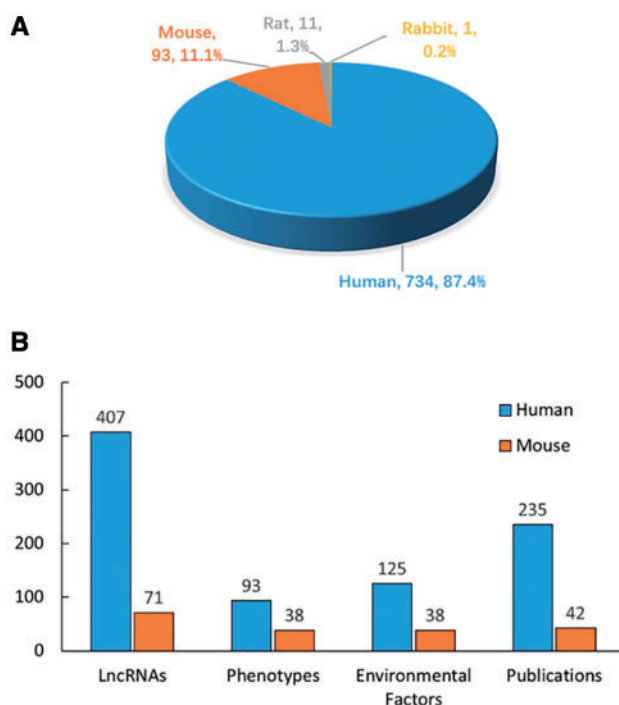 A
Mouse,
93, 11.1%
Rat, 11,
1.3%
Rabbit, 1,
0.2%
Human, 734, 87.4%
B
500
400
300
200
100
0
407
71
93
38
125
38
235
42
Human
Mouse
LncRNAs
Phenotypes
Environmental
Factors
Publications